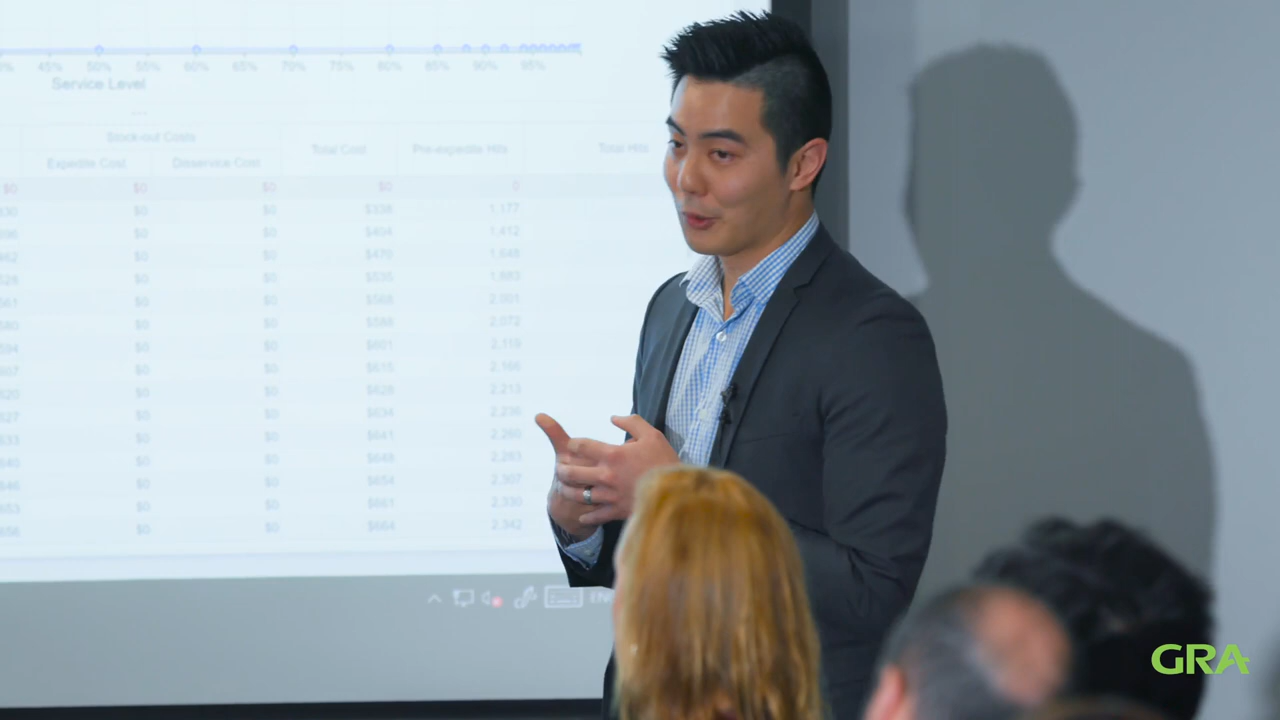 45% 50% 55% 60% 65% 70% 75% 80% 85% 90% 95%
Service Level
Stock-out Costs
Expedite Cost Disservice Cost Total Cost Pre-expedite Hits Total Hits
$0 $0 $0 $0 0
$0 $0 1,177
$0 $0 $404 1,412
$0 $0 $470 1,648
$0 $0 $535 1,883
$0 $0 $568 2,001
$0 $0 $588 2,072
$0 $0 $601 2,119
$0 $0 $615 2,166
$0 $0 $628 2,213
$0 $0 $634 2,236
$0 $0 $641 2,260
$0 $0 $648 2,283
$0 $0 $654 2,307
$0 $0 $661 2,330
$0 $0 $664 2,342
GRA